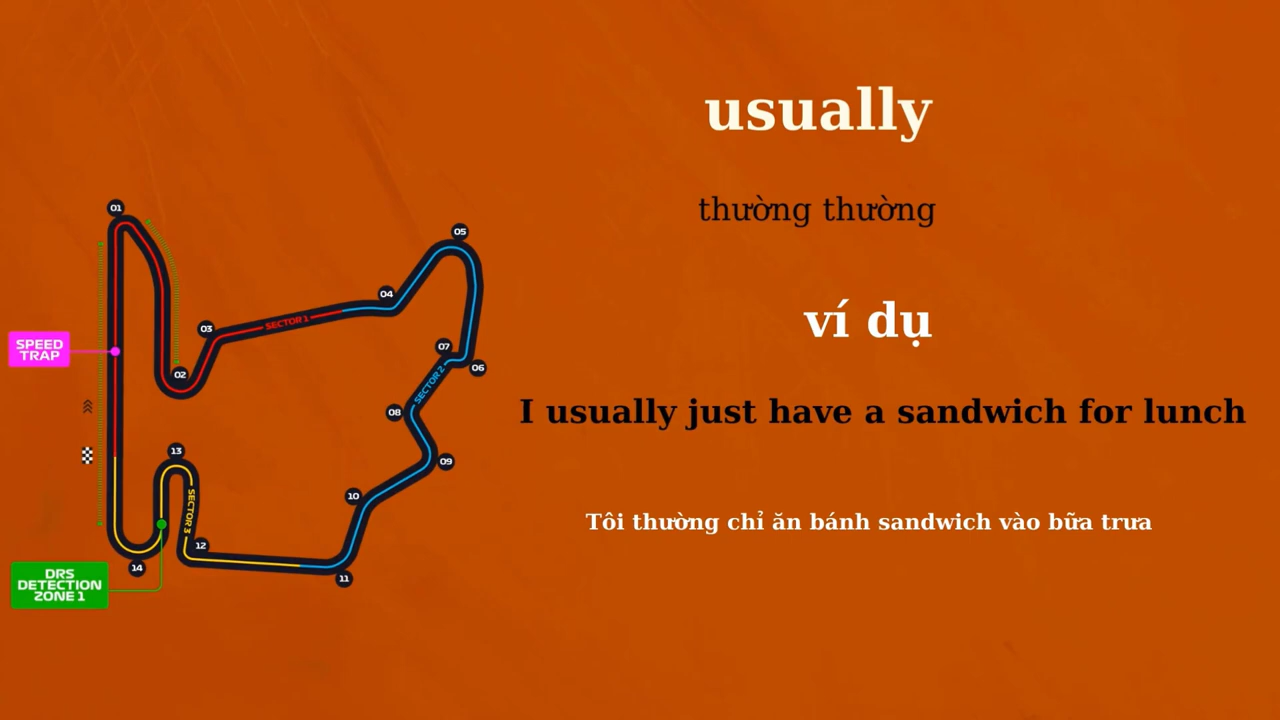 usually
thường thường
ví dụ
I usually just have a sandwich for lunch
Tôi thường chỉ ăn bánh sandwich vào bữa trưa
01
05
04
03
SECTOR 1
SPEED
TRAP
07
06
02
SECTOR 2
08
13
09
10
SECTOR 3
12
14
11
DRS
DETECTION
ZONE 1